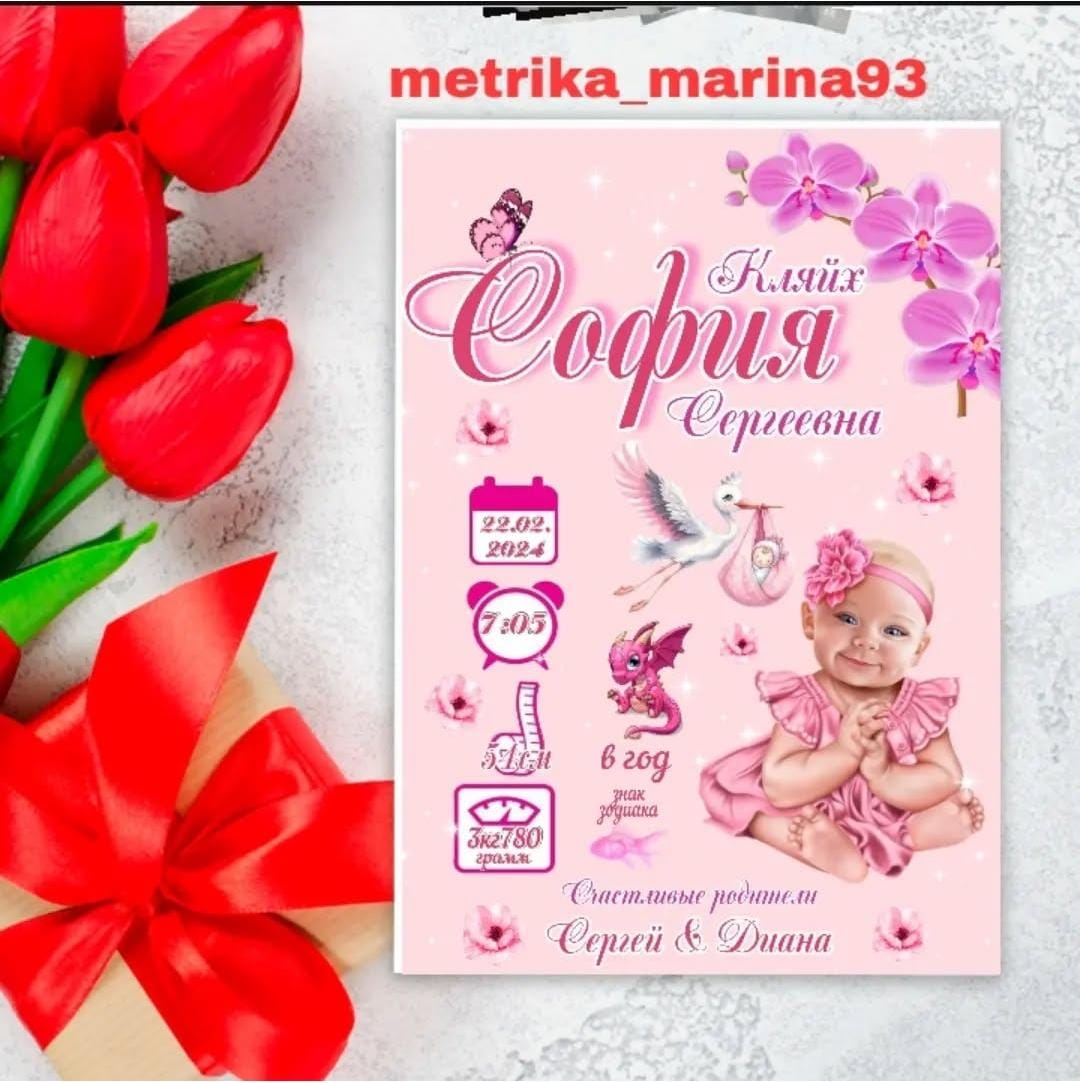 metrika_marina93
Кляйх
София
Сергеевна
22.02.
2024
7:05
51см
в год
знак
зодиака
3кг780
грамм
Счастливые родители
Сергей & Диана